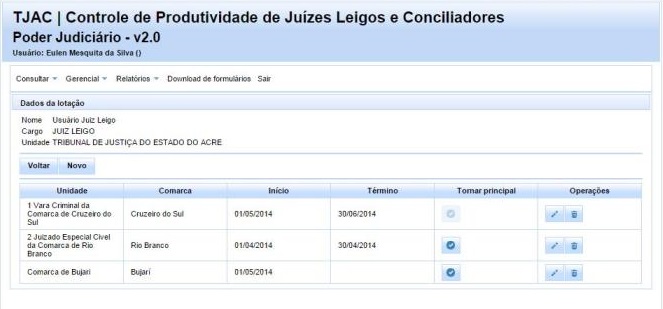 TJAC | Controle de Produtividade de Juízes Leigos e Conciliadores
Poder Judiciário - v2.0
Usuário: Eulen Mesquita da Silva ()
Consultar Gerencial Relatórios Download de formulários Sair
Dados da lotação
Nome Usuário Juiz Leigo
Cargo JUIZ LEIGO
Unidade TRIBUNAL DE JUSTIÇA DO ESTADO DO ACRE
Voltar Novo
Unidade Comarca Início Término Tornar principal Operações
1 Vara Criminal da
Comarca de Cruzeiro do
Sul
Cruzeiro do Sul 01/05/2014 30/06/2014
2 Juizado Especial Cível
da Comarca de Rio
Branco
Rio Branco 01/04/2014 30/04/2014
Comarca de Bujari Bujarí 01/05/2014